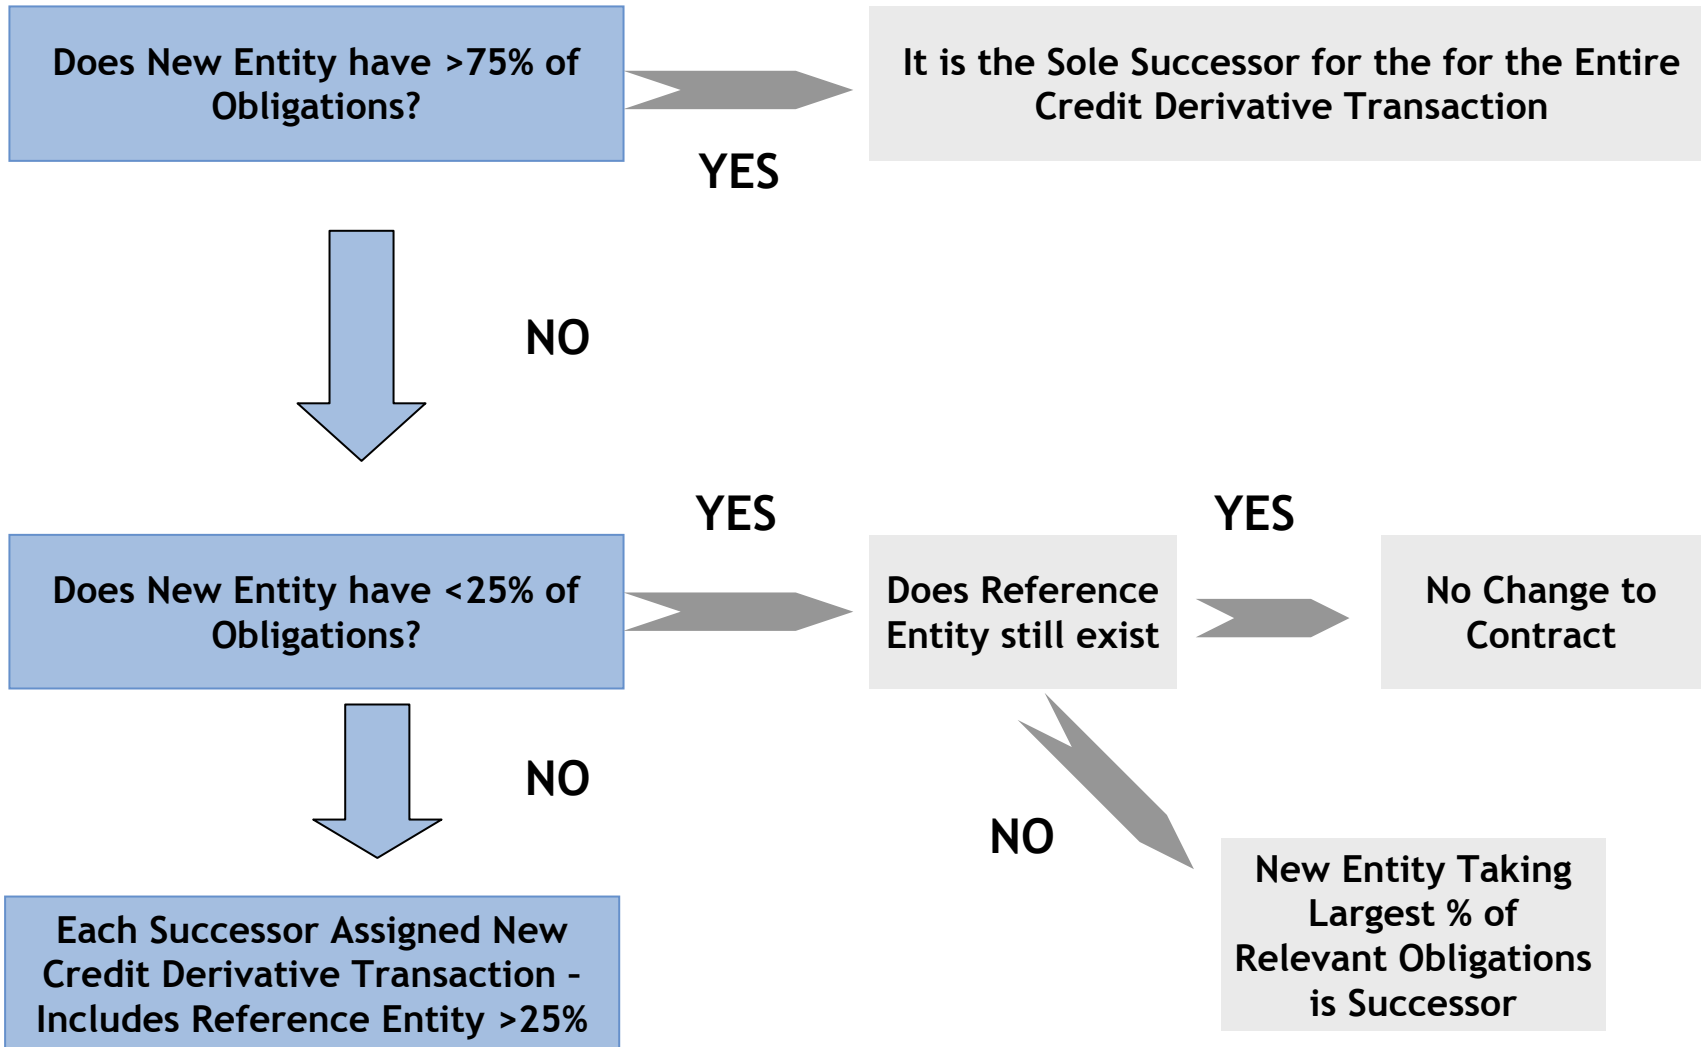 Does New Entity have >75% of
Obligations?
It is the Sole Successor for the for the Entire
Credit Derivative Transaction
YES
NO
YES
YES
Does New Entity have <25% of
Obligations?
Does Reference
Entity still exist
No Change to
Contract
NO
NO
New Entity Taking
Largest % of
Relevant Obligations
is Successor
Each Successor Assigned New
Credit Derivative Transaction –
Includes Reference Entity >25%